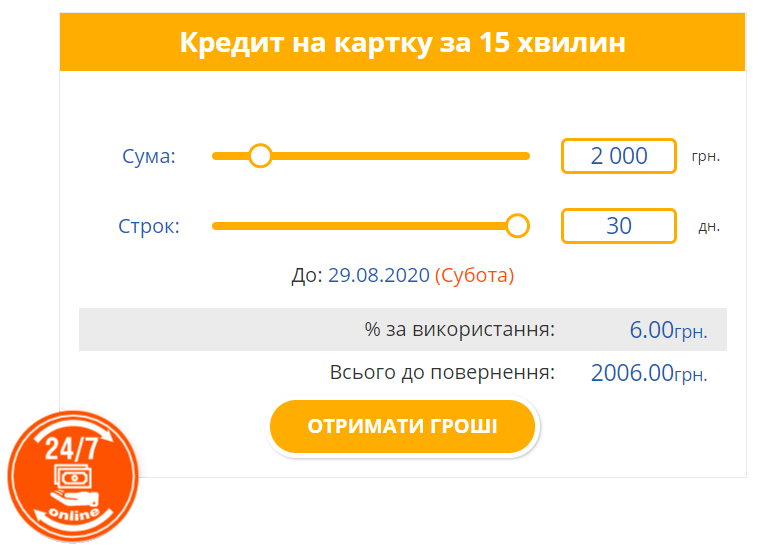 Кредит на картку за 15 хвилин
Сума: 2 000 грн.
Строк: 30 дн.
До: 29.08.2020 (Субота)
% за використання: 6.00грн.
Всього до повернення: 2006.00грн.
ОТРИМАТИ ГРОШІ
24/7
online